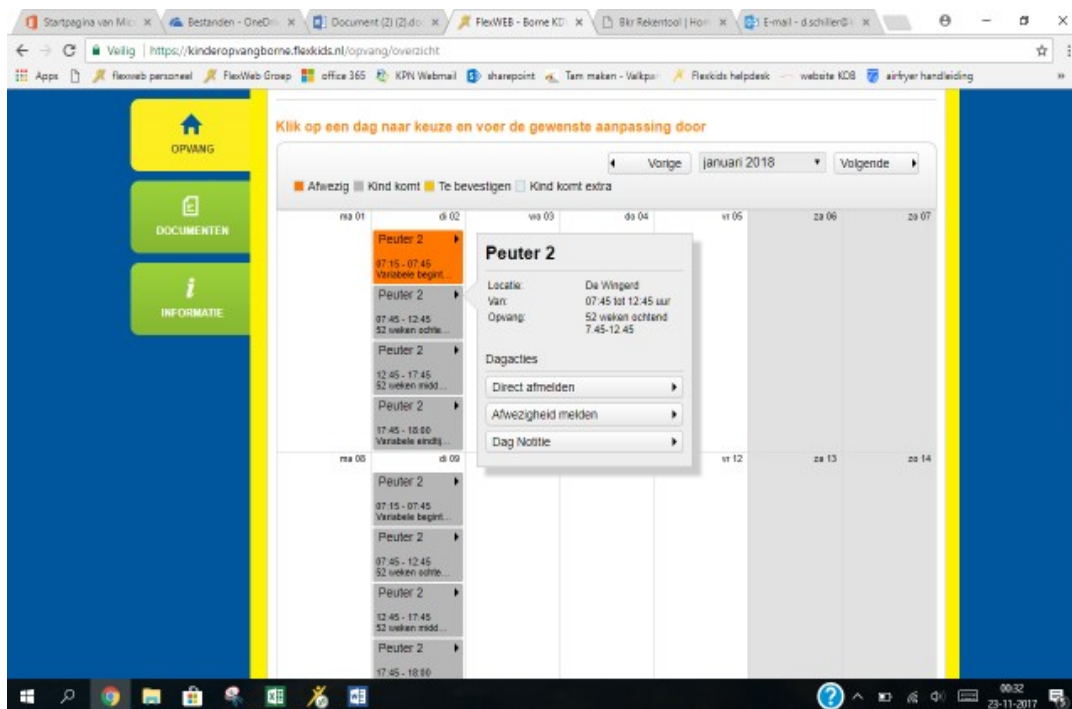 Startpagina van Mic
Bestanden - OneDr
Document (2) (2).do
FlexWEB - Borne KD
Bkr Rekentool | Hom
E-mail - d.schiller@
Veilig | https://kinderopvangborne.flexkids.nl/opvang/overzicht
Apps flexweb personeel FlexWeb Groep office 365 KPN Webmail sharepoint Tam maken - Valkpa Flexkids helpdesk website KDB airfryer handleiding
OPVANG
DOCUMENTEN
INFORMATIE
Klik op een dag naar keuze en voer de gewenste aanpassing door
Vorige januari 2018 Volgende
Afwezig Kind komt Te bevestigen Kind komt extra
ma 01 di 02 wo 03 do 04 vr 05 za 06 zo 07
Peuter 2
07:15 - 07:45
Variabele begint...
Peuter 2
07:45 - 12:45
52 weken ochte...
Peuter 2
12:45 - 17:45
52 weken midd...
Peuter 2
17:45 - 18:00
Variabele eindtij...
Peuter 2
Locatie: De Wingerd
Van: 07:45 tot 12:45 uur
Opvang: 52 weken ochtend
7.45-12.45
Dagacties
Direct afmelden
Afwezigheid melden
Dag Notitie
ma 08 di 09 vr 12 za 13 zo 14
Peuter 2
07:15 - 07:45
Variabele begint...
Peuter 2
07:45 - 12:45
52 weken ochte...
Peuter 2
12:45 - 17:45
52 weken midd...
Peuter 2
17:45 - 18:00
00:32
23-11-2017